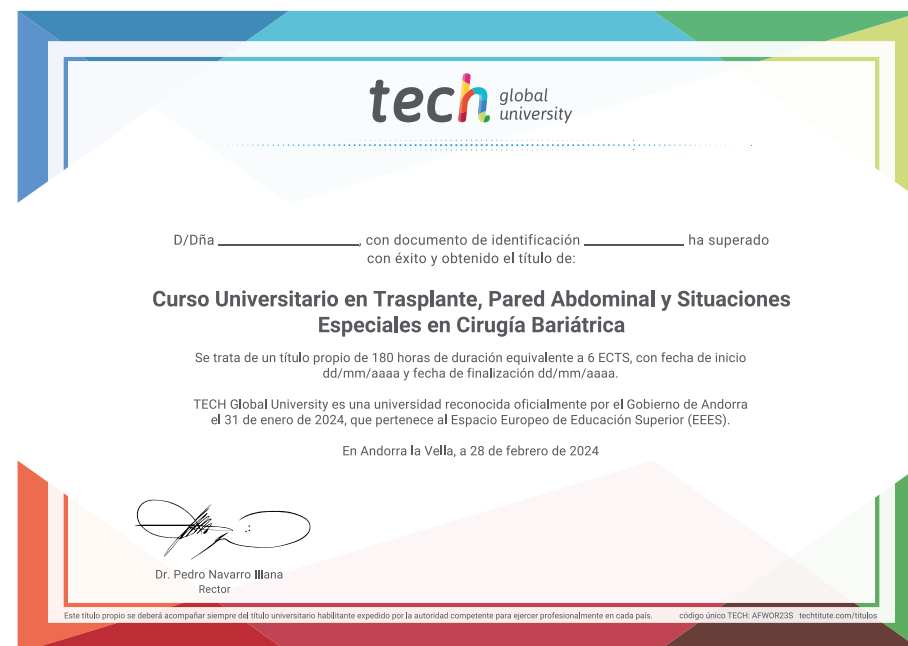 tech global university
D/Dña ____________________, con documento de identificación ______________ ha superado
con éxito y obtenido el título de:
Curso Universitario en Trasplante, Pared Abdominal y Situaciones
Especiales en Cirugía Bariátrica
Se trata de un título propio de 180 horas de duración equivalente a 6 ECTS, con fecha de inicio
dd/mm/aaaa y fecha de finalización dd/mm/aaaa.
TECH Global University es una universidad reconocida oficialmente por el Gobierno de Andorra
el 31 de enero de 2024, que pertenece al Espacio Europeo de Educación Superior (EEES).
En Andorra la Vella, a 28 de febrero de 2024
Dr. Pedro Navarro Illana
Rector
Este título propio se deberá acompañar siempre del título universitario habilitante expedido por la autoridad competente para ejercer profesionalmente en cada país. código único TECH: AFWOR23S techtitute.com/titulos